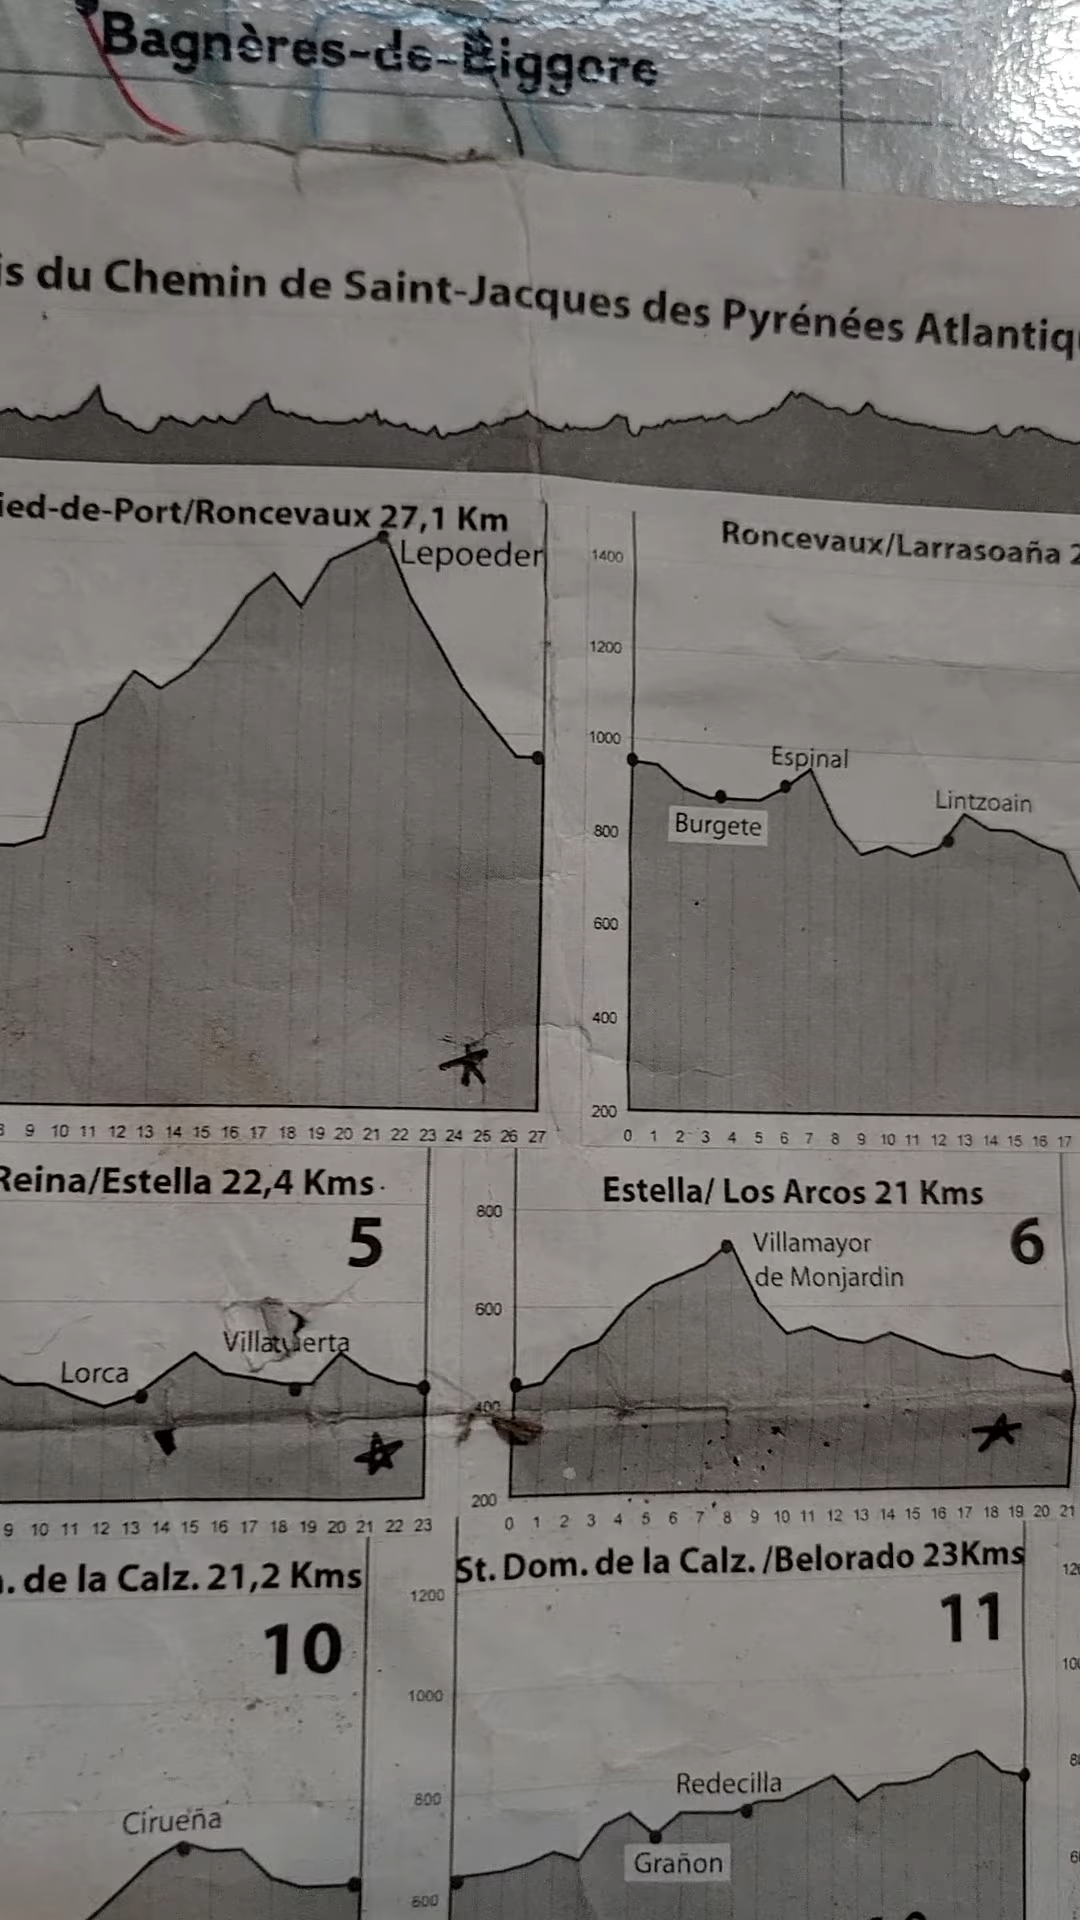 Bagnères-de-Biggore
is du Chemin de Saint-Jacques des Pyrénées Atlantiq
ied-de-Port/Roncevaux 27,1 Km
Lepoeder
9 10 11 12 13 14 15 16 17 18 19 20 21 22 23 24 25 26 27
Roncevaux/Larrasoaña 2
1400
1200
1000
800
600
400
200
Espinal
Burgete
Lintzoain
0 1 2 3 4 5 6 7 8 9 10 11 12 13 14 15 16 17
Reina/Estella 22,4 Kms
5
Villatuerta
Lorca
9 10 11 12 13 14 15 16 17 18 19 20 21 22 23
Estella/ Los Arcos 21 Kms
6
800
600
400
200
Villamayor
de Monjardin
0 1 2 3 4 5 6 7 8 9 10 11 12 13 14 15 16 17 18 19 20 21
. de la Calz. 21,2 Kms
10
Cirueña
St. Dom. de la Calz. /Belorado 23Kms
11
1200
1000
800
600
Redecilla
Grañon